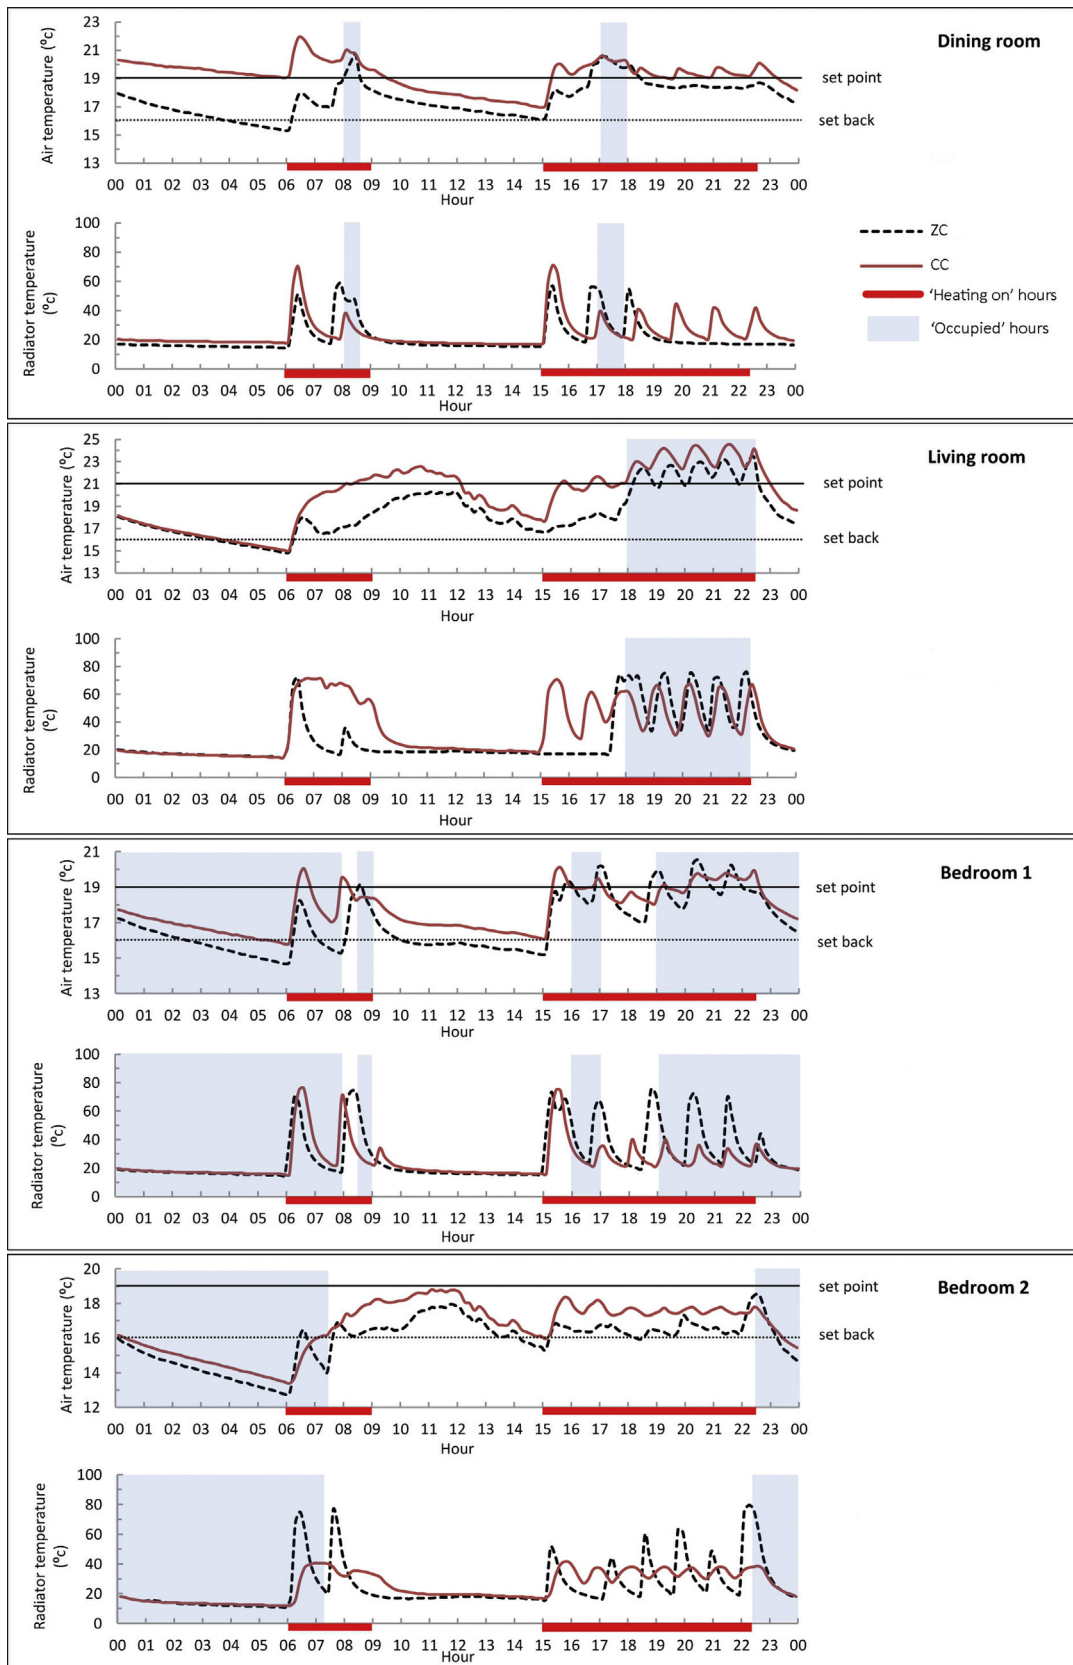 Dining room
Air temperature (ºc)
23
21
19
17
15
13
set point
set back
00 01 02 03 04 05 06 07 08 09 10 11 12 13 14 15 16 17 18 19 20 21 22 23 00
Hour
Radiator temperature
(ºc)
100
80
60
40
20
0
00 01 02 03 04 05 06 07 08 09 10 11 12 13 14 15 16 17 18 19 20 21 22 23 00
Hour
ZC
CC
'Heating on' hours
'Occupied' hours
Living room
Air temperature (ºc)
25
23
21
19
17
15
13
set point
set back
00 01 02 03 04 05 06 07 08 09 10 11 12 13 14 15 16 17 18 19 20 21 22 23 00
Hour
Radiator temperature
(ºc)
100
80
60
40
20
0
00 01 02 03 04 05 06 07 08 09 10 11 12 13 14 15 16 17 18 19 20 21 22 23 00
Hour
Bedroom 1
Air temperature (ºc)
21
19
17
15
13
set point
set back
00 01 02 03 04 05 06 07 08 09 10 11 12 13 14 15 16 17 18 19 20 21 22 23 00
Hour
Radiator temperature
(ºc)
100
80
60
40
20
0
00 01 02 03 04 05 06 07 08 09 10 11 12 13 14 15 16 17 18 19 20 21 22 23 00
Hour
Bedroom 2
Air temperature (ºc)
20
18
16
14
12
set point
set back
00 01 02 03 04 05 06 07 08 09 10 11 12 13 14 15 16 17 18 19 20 21 22 23 00
Hour
Radiator temperature
(ºc)
100
80
60
40
20
0
00 01 02 03 04 05 06 07 08 09 10 11 12 13 14 15 16 17 18 19 20 21 22 23 00
Hour